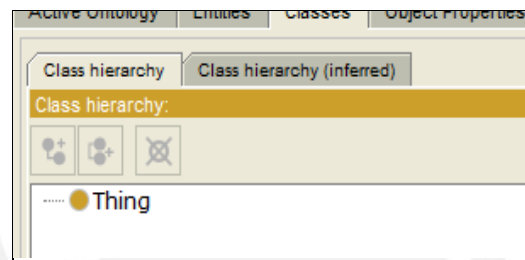 Active Ontology Entities Classes Object Properties
Class hierarchy Class hierarchy (inferred)
Class hierarchy:
Thing